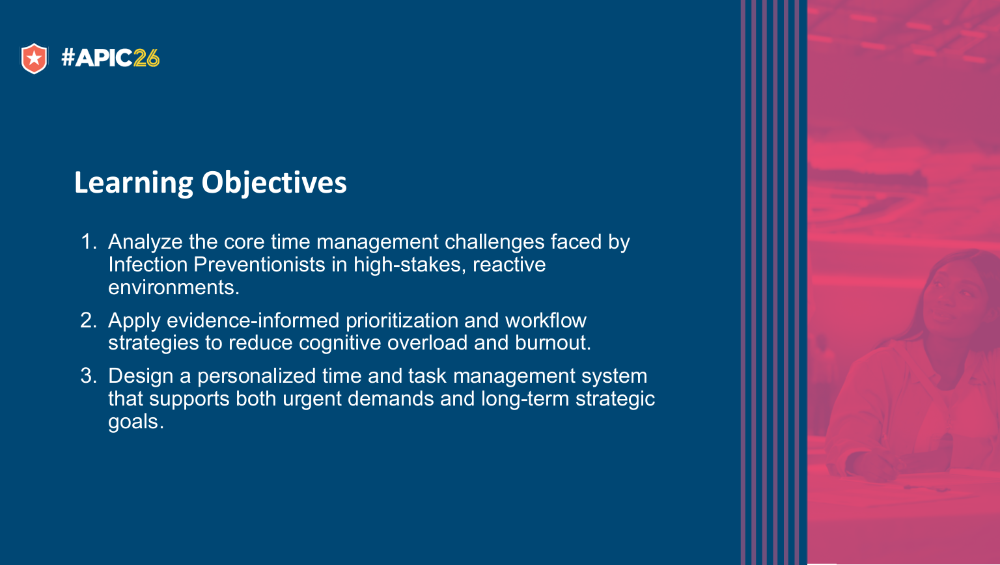 #APIC26
Learning Objectives
1. Analyze the core time management challenges faced by
Infection Preventionists in high-stakes, reactive
environments.
2. Apply evidence-informed prioritization and workflow
strategies to reduce cognitive overload and burnout.
3. Design a personalized time and task management system
that supports both urgent demands and long-term strategic
goals.